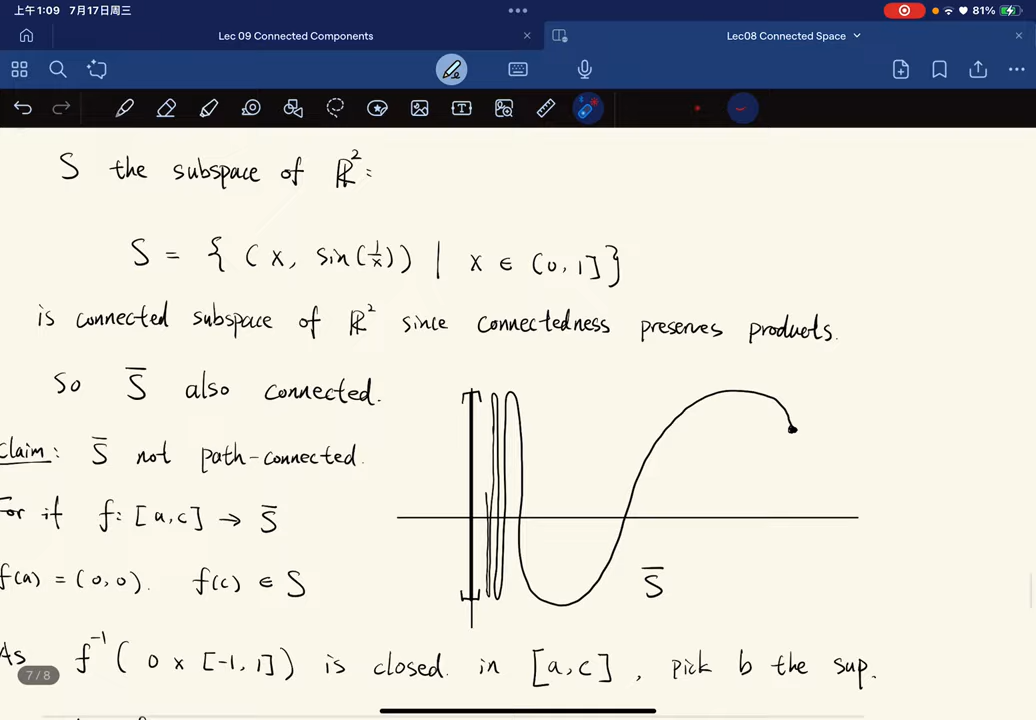 上午1:09 7月17日周三
81%
Lec 09 Connected Components
Lec08 Connected Space
S the subspace of ℝ²:
S = { (x, sin(1/x)) | x ∈ (0,1] }
is connected subspace of ℝ² since connectedness preserves products.
So S̅ also connected.
Claim: S̅ not path-connected.
For if f: [a,c] → S̅
f(a) = (0,0). f(c) ∈ S
S̅
As f⁻¹( 0 × [-1,1]) is closed in [a,c], pick b the sup.
7 / 8